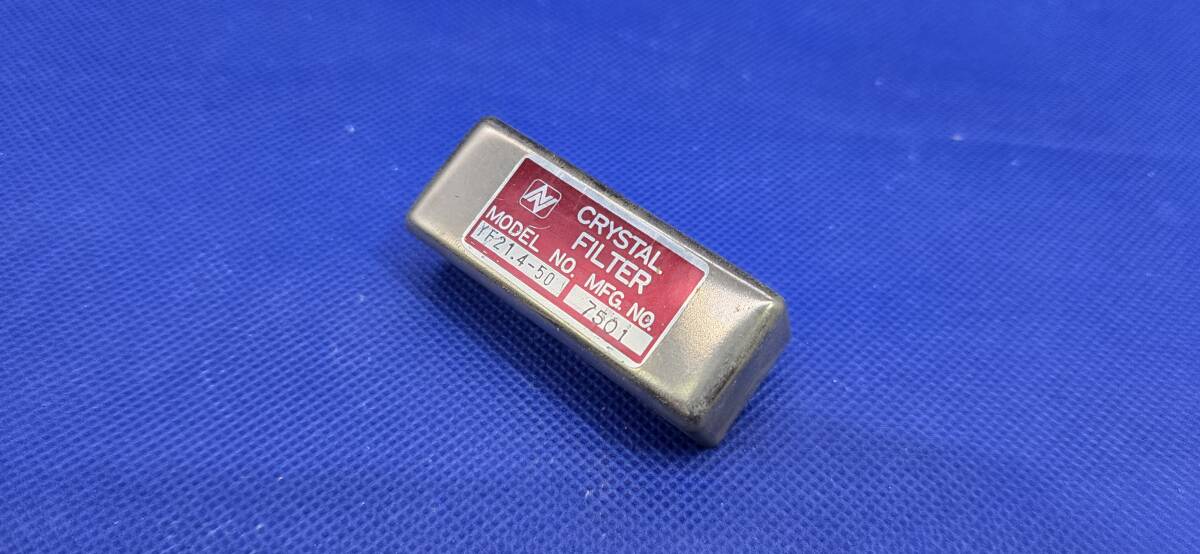 CRYSTAL
FILTER
MODEL NO. MFG. NO.
YF21.4-50 7501